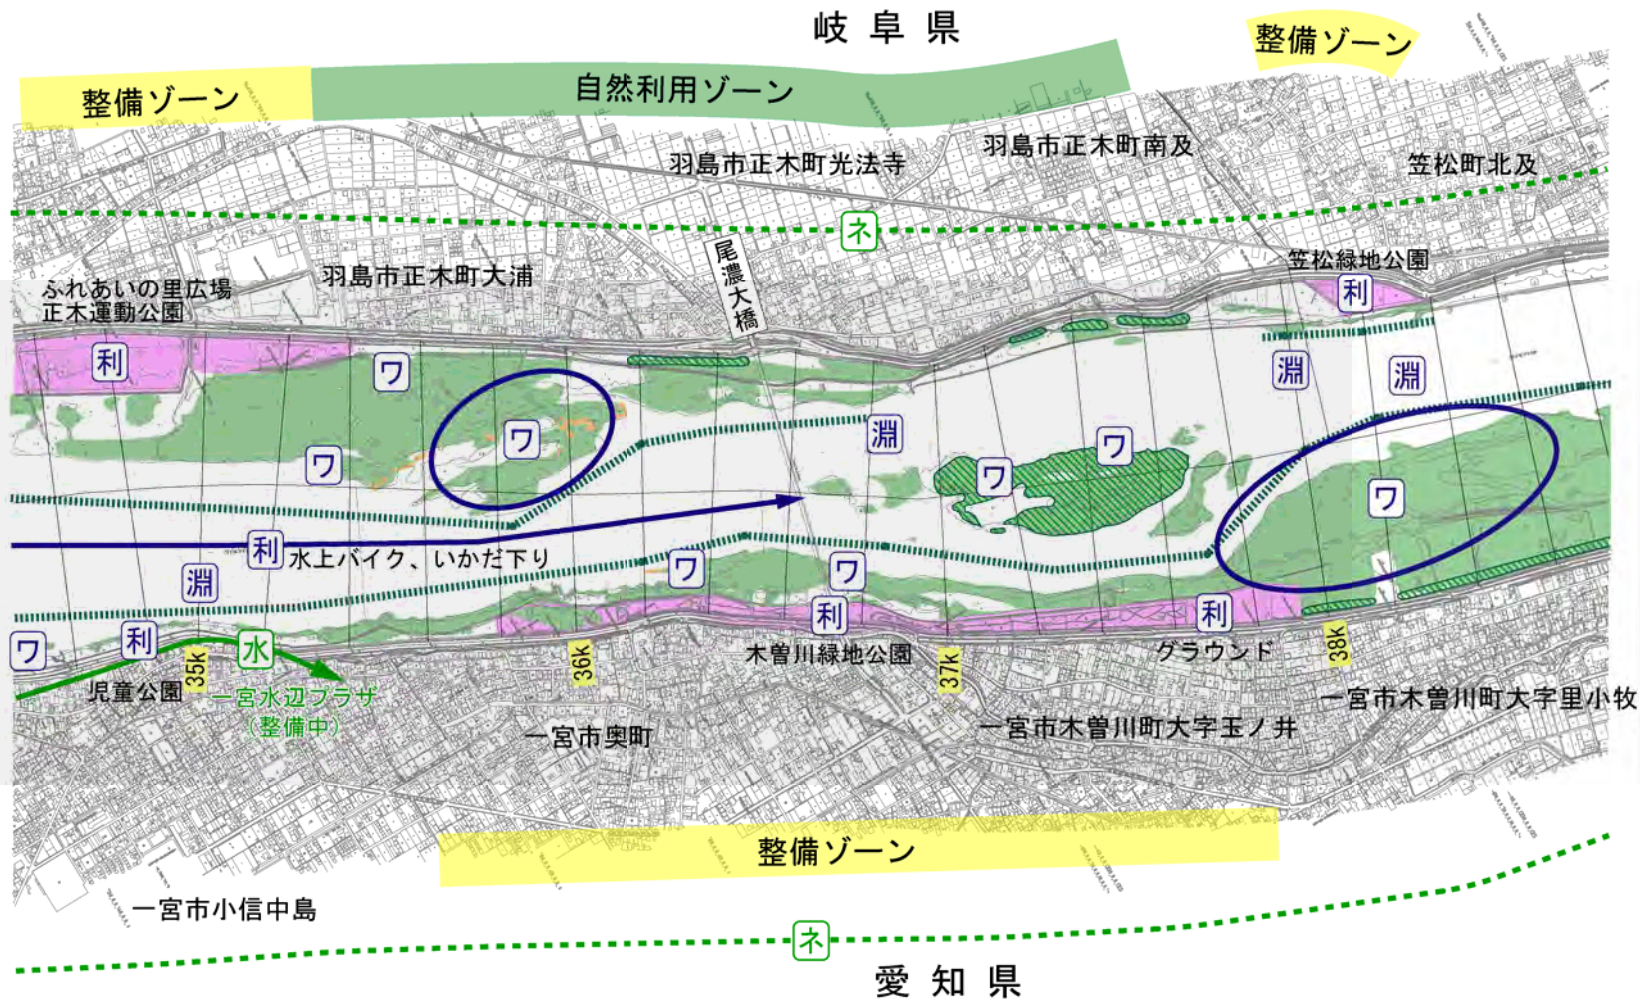 岐阜県
整備ゾーン
整備ゾーン
自然利用ゾーン
羽島市正木町光法寺
羽島市正木町南及
笠松町北及
ネ
尾濃大橋
羽島市正木町大浦
笠松緑地公園
利
ふれあいの里広場
正木運動公園
利
ワ
淵
淵
ワ
ワ
淵
ワ
ワ
ワ
利
水上バイク、いかだ下り
淵
ワ
ワ
利
利
ワ
利
水
35k
36k
37k
38k
児童公園
一宮水辺プラザ
(整備中)
木曽川緑地公園
グラウンド
一宮市奥町
一宮市木曽川町大字玉ノ井
一宮市木曽川町大字里小牧
整備ゾーン
一宮市小信中島
ネ
愛知県